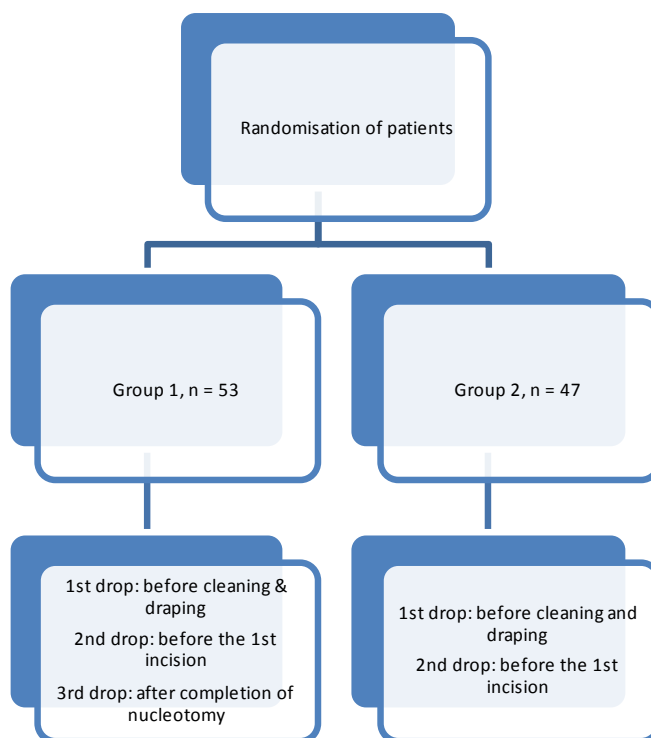 Randomisation of patients
Group 1, n = 53
Group 2, n = 47
1st drop: before cleaning &
draping
2nd drop: before the 1st
incision
3rd drop: after completion of
nucleotomy
1st drop: before cleaning and
draping
2nd drop: before the 1st
incision